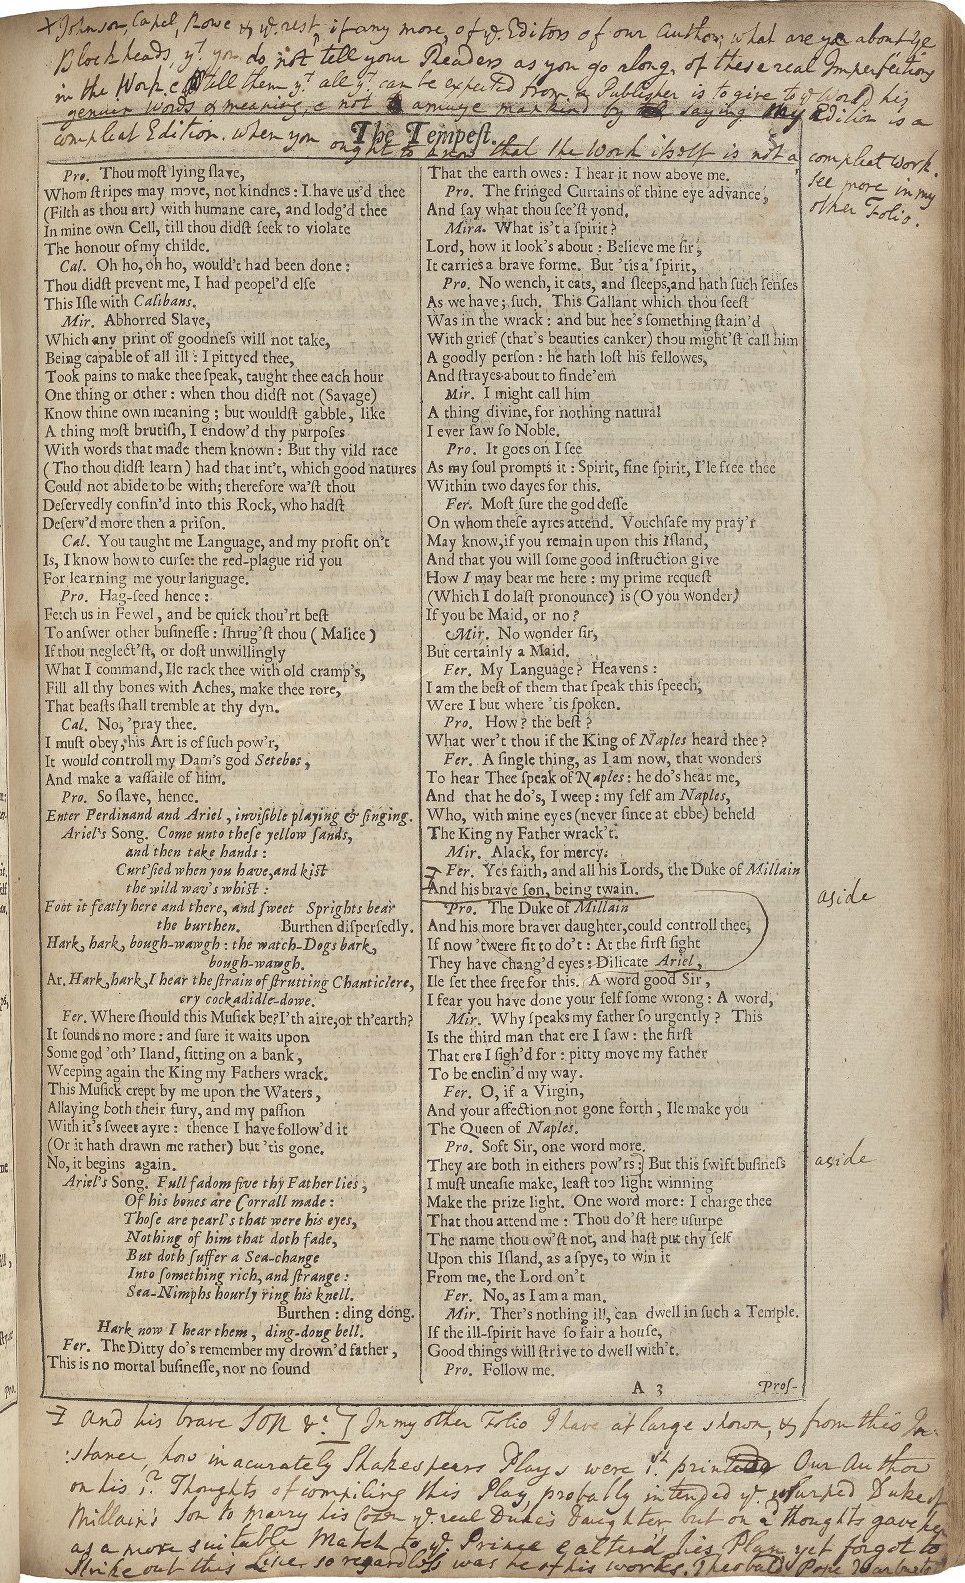 x Johnson, Capel, Rowe & yᵉ. rest, if any more, of yᵉ. Editors of our Author, what are ye about ye
Blockheads, yᵗ. you do not tell your Readers as you go along, of these real Imperfections
in the Work, & tell them yᵗ. all yᵗ. can be expected from a Publisher is to give to yᵉ World his
genuin Words & meaning, & not amuse mankind by saying my Edition is a
compleat Edition. when you ought to know that the Work itself is not a compleat work.
see more in my
other Folio.
The Tempest.
Pro. Thou most lying slave,
Whom stripes may move, not kindnes: I have us'd thee
(Filth as thou art) with humane care, and lodg'd thee
In mine own Cell, till thou didst seek to violate
The honour of my childe.
Cal. Oh ho, oh ho, would't had been done:
Thou didst prevent me, I had peopel'd else
This Isle with Calibans.
Mir. Abhorred Slave,
Which any print of goodness will not take,
Being capable of all ill: I pittyed thee,
Took pains to make thee speak, taught thee each hour
One thing or other: when thou didst not (Savage)
Know thine own meaning; but wouldst gabble, like
A thing most brutish, I endow'd thy purposes
With words that made them known: But thy vild race
(Tho thou didst learn) had that in't, which good natures
Could not abide to be with; therefore wa'st thou
Deservedly confin'd into this Rock, who hadst
Deserv'd more then a prison.
Cal. You taught me Language, and my profit on't
Is, I know how to curse: the red-plague rid you
For learning me your language.
Pro. Hag-seed hence:
Fetch us in Fewel, and be quick thou'rt best
To answer other businesse: shrug'st thou (Malice)
If thou neglect'st, or dost unwillingly
What I command, Ile rack thee with old cramp's,
Fill all thy bones with Aches, make thee rore,
That beasts shall tremble at thy dyn.
Cal. No, 'pray thee.
I must obey, his Art is of such pow'r,
It would controll my Dam's god Setebos,
And make a vassaile of him.
Pro. So slave, hence.
Enter Ferdinand and Ariel, invisible playing & singing.
Ariel's Song. Come unto these yellow sands,
and then take hands:
Curt'sied when you have, and kist
the wild wav's whist:
Foot it featly here and there, and sweet Sprights bear
the burthen. Burthen dispersedly.
Hark, hark, bough-wawgh: the watch-Dogs bark,
bough-wawgh.
Ar. Hark, hark, I hear the strain of strutting Chanticlere,
cry cockadidle-dowe.
Fer. Where should this Musick be? I'th aire, or th'earth?
It sounds no more: and sure it waits upon
Some god 'oth' Iland, sitting on a bank,
Weeping again the King my Fathers wrack.
This Musick crept by me upon the Waters,
Allaying both their fury, and my passion
With it's sweet ayre: thence I have follow'd it
(Or it hath drawn me rather) but 'tis gone.
No, it begins again.
Ariel's Song. Full fadom five thy Father lies,
Of his bones are Corrall made:
Those are pearl's that were his eyes,
Nothing of him that doth fade,
But doth suffer a Sea-change
Into something rich, and strange:
Sea-Nimphs hourly ring his knell.
Burthen: ding dong.
Hark now I hear them, ding-dong bell.
Fer. The Ditty do's remember my drown'd father,
This is no mortal businesse, nor no sound
That the earth owes: I hear it now above me.
Pro. The fringed Curtains of thine eye advance,
And say what thou see'st yond.
Mira. What is't a spirit?
Lord, how it look's about: Believe me sir,
It carries a brave forme. But 'tis a spirit,
Pro. No wench, it eats, and sleeps, and hath such senses
As we have; such. This Gallant which thou seest
Was in the wrack: and but hee's something stain'd
With grief (that's beauties canker) thou might'st call him
A goodly person: he hath lost his fellowes,
And strayes about to finde 'em
Mir. I might call him
A thing divine, for nothing natural
I ever saw so Noble.
Pro. It goes on I see
As my soul prompts it: Spirit, fine spirit, I'le free thee
Within two dayes for this.
Fer. Most sure the goddesse
On whom these ayres attend. Vouchsafe my pray'r
May know, if you remain upon this Island,
And that you will some good instruction give
How I may bear me here: my prime request
(Which I do last pronounce) is (O you wonder)
If you be Maid, or no?
Mir. No wonder sir,
But certainly a Maid.
Fer. My Language? Heavens:
I am the best of them that speak this speech,
Were I but where 'tis spoken.
Pro. How? the best?
What wer't thou if the King of Naples heard thee?
Fer. A single thing, as I am now, that wonders
To hear Thee speak of Naples: he do's hear me,
And that he do's, I weep: my self am Naples,
Who, with mine eyes (never since at ebbe) beheld
The King ny Father wrack't.
Mir. Alack, for mercy.
Fer. Yes faith, and all his Lords, the Duke of Millain
And his brave son, being twain.
aside
Pro. The Duke of Millain
And his more braver daughter, could controll thee,
If now 'twere fit to do't: At the first sight
They have chang'd eyes: Dilicate Ariel,
Ile set thee free for this. A word good Sir,
I fear you have done your self some wrong: A word,
Mir. Why speaks my father so urgently? This
Is the third man that ere I saw: the first
That ere I sigh'd for: pitty move my father
To be enclin'd my way.
Fer. O, if a Virgin,
And your affection not gone forth, Ile make you
The Queen of Naples.
Pro. Soft Sir, one word more.
They are both in eithers pow'rs: But this swift business
aside
I must uneasie make, least too light winning
Make the prize light. One word more: I charge thee
That thou attend me: Thou do'st here usurpe
The name thou ow'st not, and hast put thy self
Upon this Island, as a spye, to win it
From me, the Lord on't
Fer. No, as I am a man.
Mir. Ther's nothing ill, can dwell in such a Temple.
If the ill-spirit have so fair a house,
Good things will strive to dwell with't.
Pro. Follow me.
A 3 Pros-
and his brave Son &c.] In my other Folio I have at large shown, & from this In-
:stance, how inacurately Shakespears Plays were 1ˢᵗ. printed Our Author
on his 1ˢᵗ Thoughts of compiling this Play, probably intended yᵉ. usurped Duke of
Millain's Son to marry his Cozn yᵉ. real Duke's Daughter but on 2ᵈ thoughts gave her
as a more suitable Match to yᵉ. Prince & alter'd his Plan yet forgot to
strike out this Line so regardless was he of his works. Theobald Pope Warburton